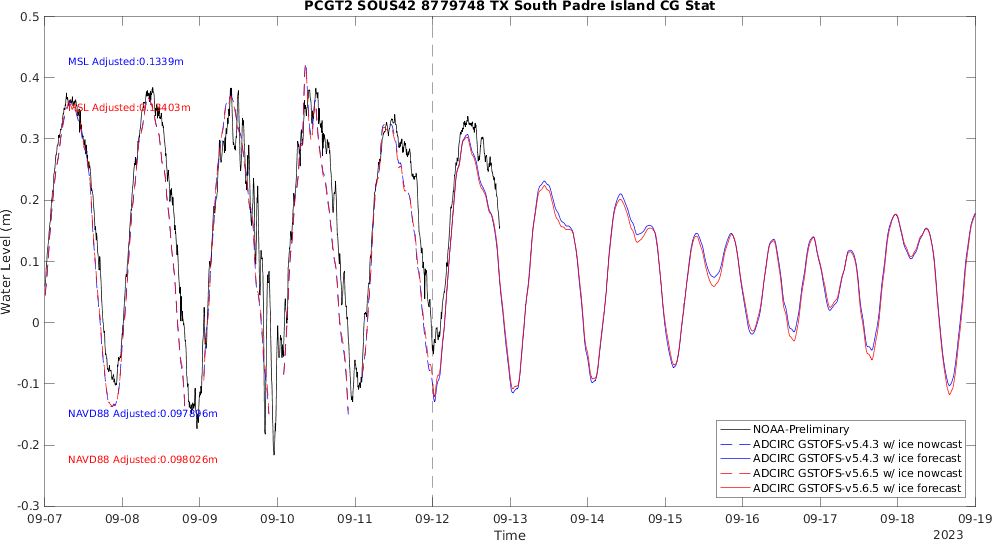 PCGT2 SOUS42 8779748 TX South Padre Island CG Stat
0.5
0.4
0.3
0.2
0.1
0
-0.1
-0.2
-0.3
Water Level (m)
MSL Adjusted:0.1339m
MSL Adjusted:0.13403m
NAVD88 Adjusted:0.097896m
NAVD88 Adjusted:0.098026m
NOAA-Preliminary
ADCIRC GSTOFS-v5.4.3 w/ ice nowcast
ADCIRC GSTOFS-v5.4.3 w/ ice forecast
ADCIRC GSTOFS-v5.6.5 w/ ice nowcast
ADCIRC GSTOFS-v5.6.5 w/ ice forecast
09-07 09-08 09-09 09-10 09-11 09-12 09-13 09-14 09-15 09-16 09-17 09-18 09-19
Time
2023